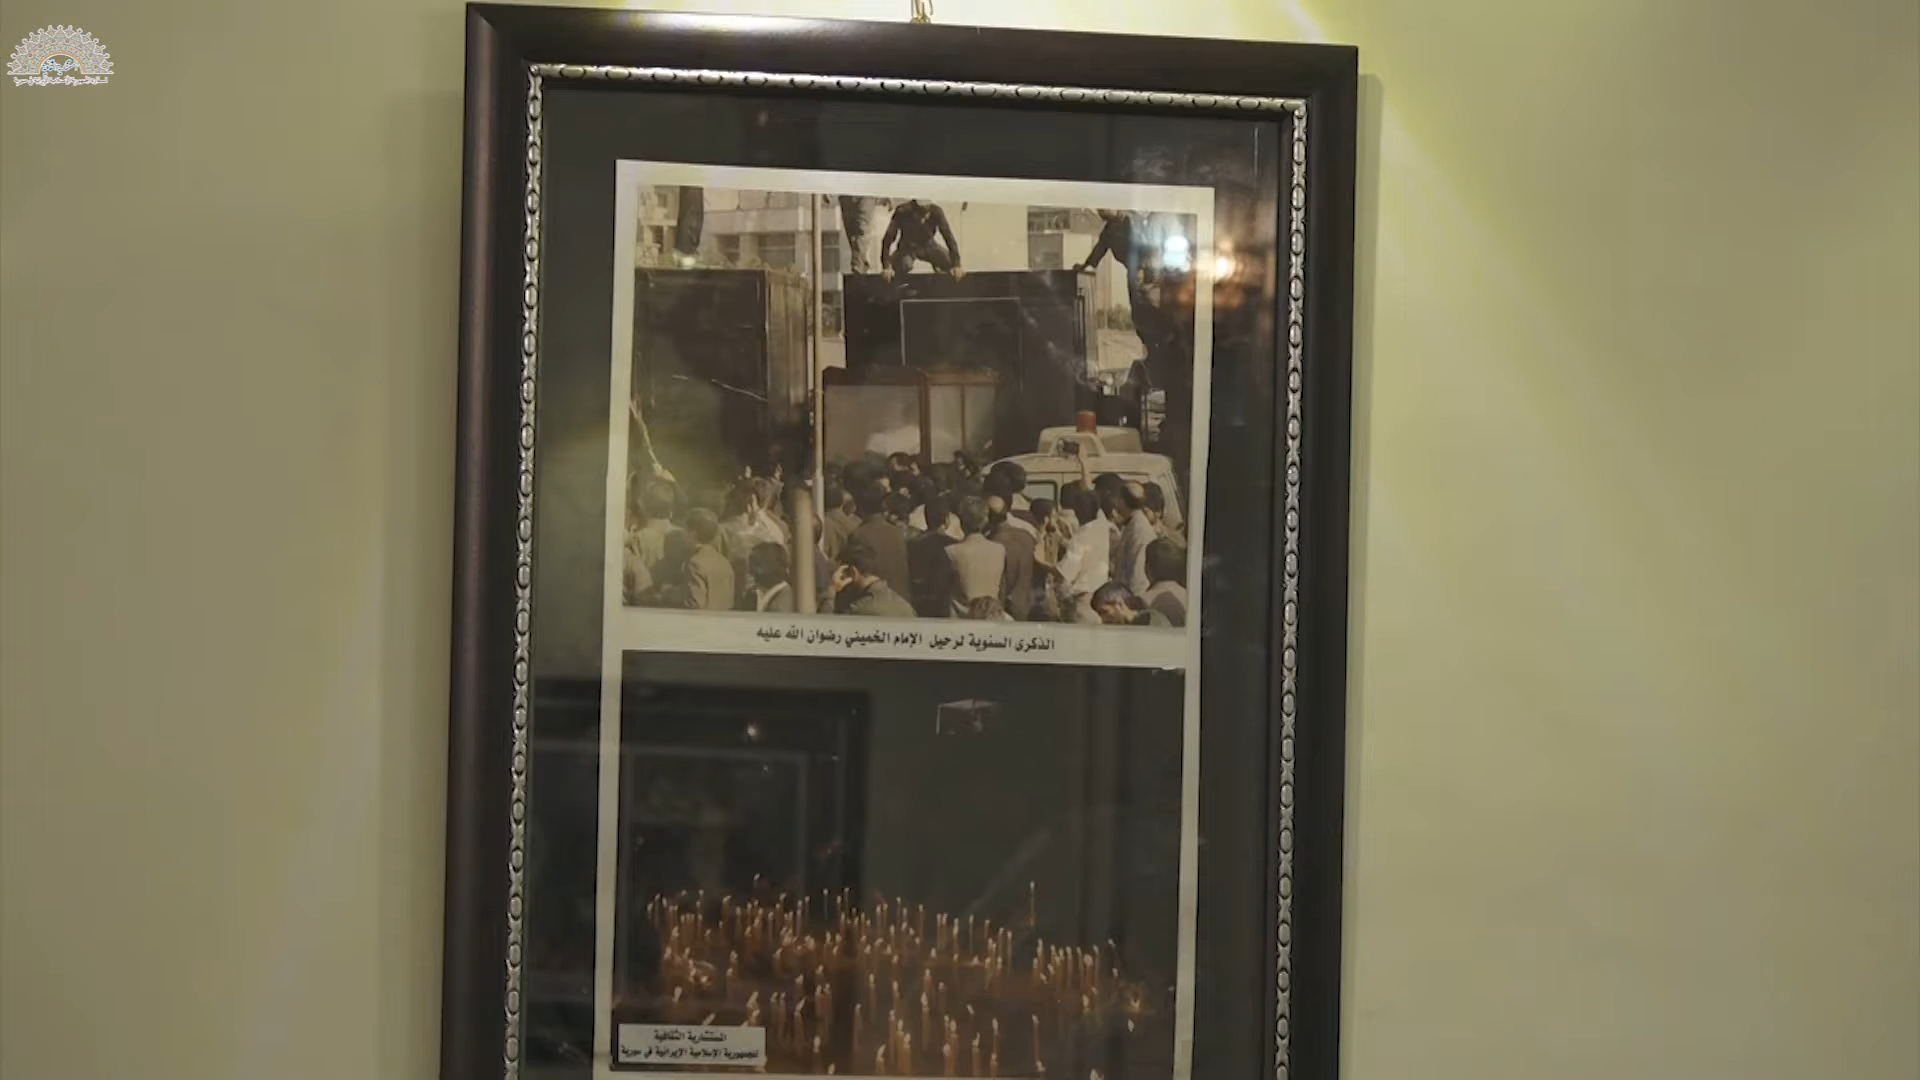 الذكرى السنوية لرحيل الإمام الخميني رضوان الله عليه
المستشارية الثقافية
للجمهورية الإسلامية الإيرانية في سورية